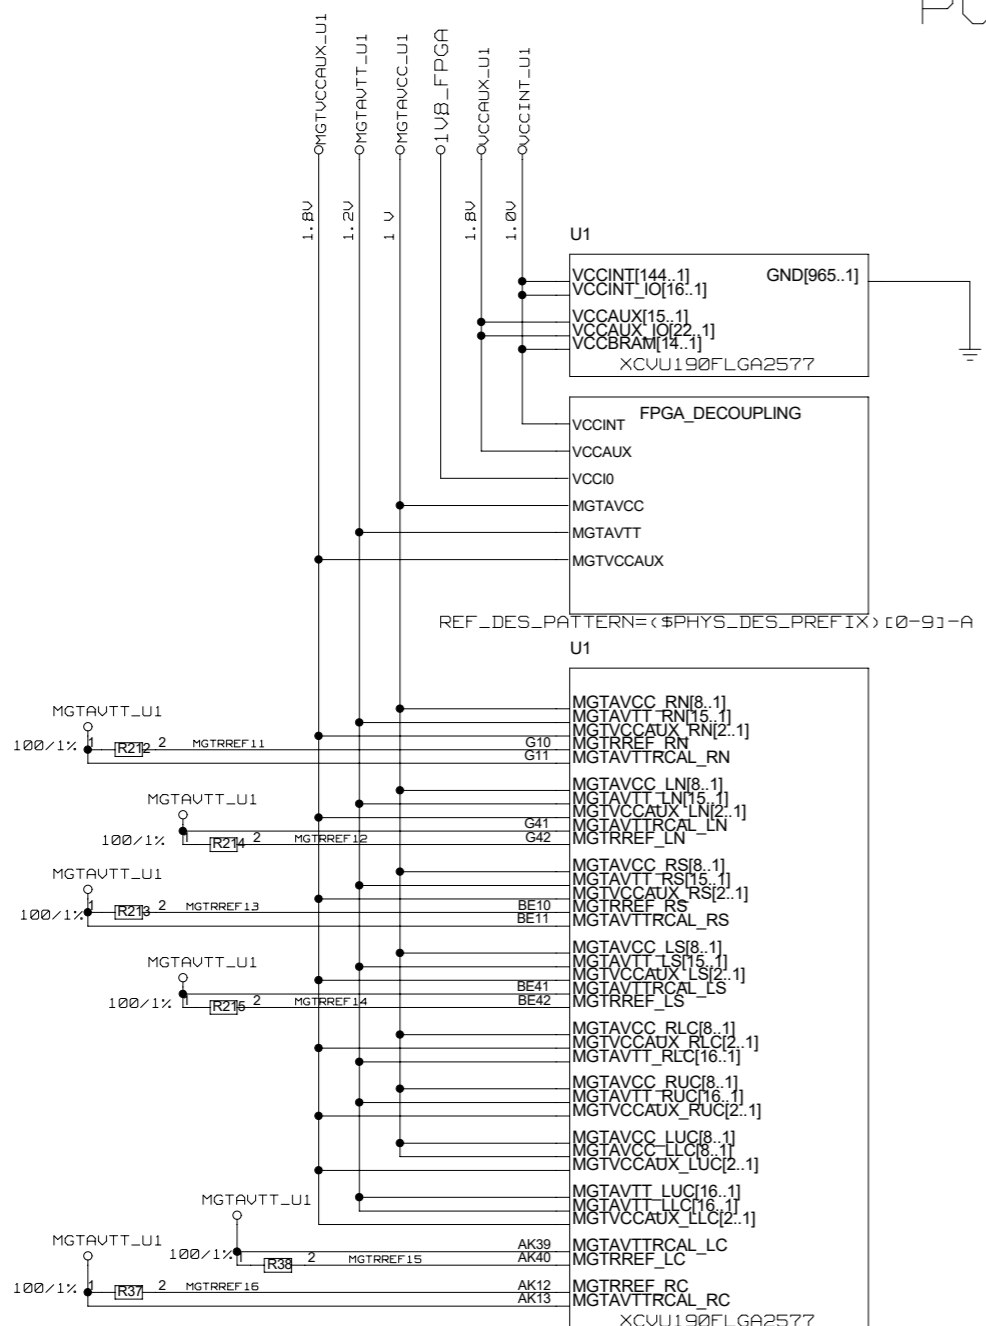 MGTVCCAUX_U1
MGTAVTT_U1
MGTAVCC_U1
1V8_FPGA
VCCAUX_U1
VCCINT_U1
1.8V
1.2V
1 V
1.8V
1.0V
U1
VCCINT[144..1]
GND[965..1]
VCCINT_IO[16..1]
VCCAUX[15..1]
VCCAUX_IO[22..1]
VCCBRAM[14..1]
XCVU190FLGA2577
FPGA_DECOUPLING
VCCINT
VCCAUX
VCCI0
MGTAVCC
MGTAVTT
MGTVCCAUX
REF_DES_PATTERN=($PHYS_DES_PREFIX)[0-9]-A
U1
MGTAVCC_RN[8..1]
MGTAVTT_U1
MGTAVTT_RN[15..1]
MGTVCCAUX_RN[2..1]
100/1% 1 R212 2 MGTRREF11 G10 MGTRREF_RN
G11 MGTAVTTRCAL_RN
MGTAVCC_LN[8..1]
MGTAVTT_U1
MGTAVTT_LN[15..1]
MGTVCCAUX_LN[2..1]
G41 MGTAVTTRCAL_LN
100/1% 1 R214 2 MGTRREF12 G42 MGTRREF_LN
MGTAVCC_RS[8..1]
MGTAVTT_U1
MGTAVTT_RS[15..1]
MGTVCCAUX_RS[2..1]
100/1% 1 R213 2 MGTRREF13 BE10 MGTRREF_RS
BE11 MGTAVTTRCAL_RS
MGTAVCC_LS[8..1]
MGTAVTT_U1
MGTAVTT_LS[15..1]
MGTVCCAUX_LS[2..1]
BE41 MGTAVTTRCAL_LS
100/1% 1 R215 2 MGTRREF14 BE42 MGTRREF_LS
MGTAVCC_RLC[8..1]
MGTVCCAUX_RLC[2..1]
MGTAVTT_RLC[16..1]
MGTAVCC_RUC[8..1]
MGTAVTT_RUC[16..1]
MGTVCCAUX_RUC[2..1]
MGTAVCC_LUC[8..1]
MGTAVCC_LLC[8..1]
MGTVCCAUX_LUC[2..1]
MGTAVTT_LUC[16..1]
MGTAVTT_U1
MGTAVTT_LLC[16..1]
MGTVCCAUX_LLC[2..1]
MGTAVTT_U1
AK39 MGTAVTTRCAL_LC
100/1% 1 R38 2 MGTRREF15 AK40 MGTRREF_LC
100/1% 1 R37 2 MGTRREF16 AK12 MGTRREF_RC
AK13 MGTAVTTRCAL_RC
XCVU190FLGA2577